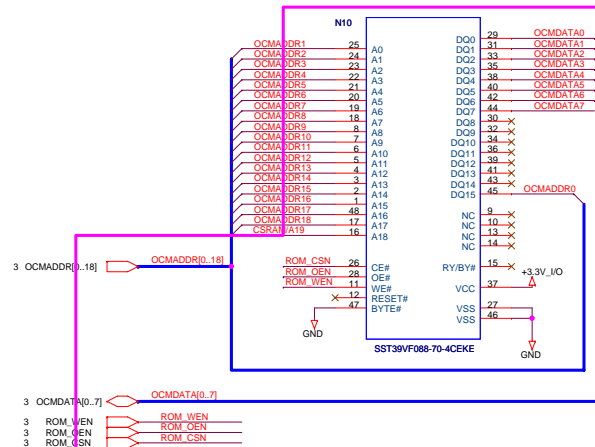 N10
OCMADDR1 25 A0 DQ0 29 OCMDATA0
OCMADDR2 24 A1 DQ1 31 OCMDATA1
OCMADDR3 23 A2 DQ2 33 OCMDATA2
OCMADDR4 22 A3 DQ3 35 OCMDATA3
OCMADDR5 21 A4 DQ4 38 OCMDATA4
OCMADDR6 20 A5 DQ5 40 OCMDATA5
OCMADDR7 19 A6 DQ6 42 OCMDATA6
OCMADDR8 18 A7 DQ7 44 OCMDATA7
OCMADDR9 8 A8 DQ8 30
OCMADDR10 7 A9 DQ9 32
OCMADDR11 6 A10 DQ10 34
OCMADDR12 5 A11 DQ11 36
OCMADDR13 4 A12 DQ12 39
OCMADDR14 3 A13 DQ13 41
OCMADDR15 2 A14 DQ14 43
OCMADDR16 1 A15 DQ15 45 OCMADDR0
OCMADDR17 48 A16 NC 9
OCMADDR18 17 A17 NC 10
CSRAM/A19 16 A18 NC 13
NC 14
3 OCMADDR[0..18] OCMADDR[0..18]
ROM_CSN 26 CE# RY/BY# 15
ROM_OEN 28 OE#
ROM_WEN 11 WE# VCC 37 +3.3V_I/O
12 RESET#
47 BYTE# VSS 27
VSS 46
GND GND
SST39VF088-70-4CEKE
3 OCMDATA[0..7] OCMDATA[0..7]
3 ROM_WEN ROM_WEN
3 ROM_OEN ROM_OEN
3 ROM_CSN ROM_CSN